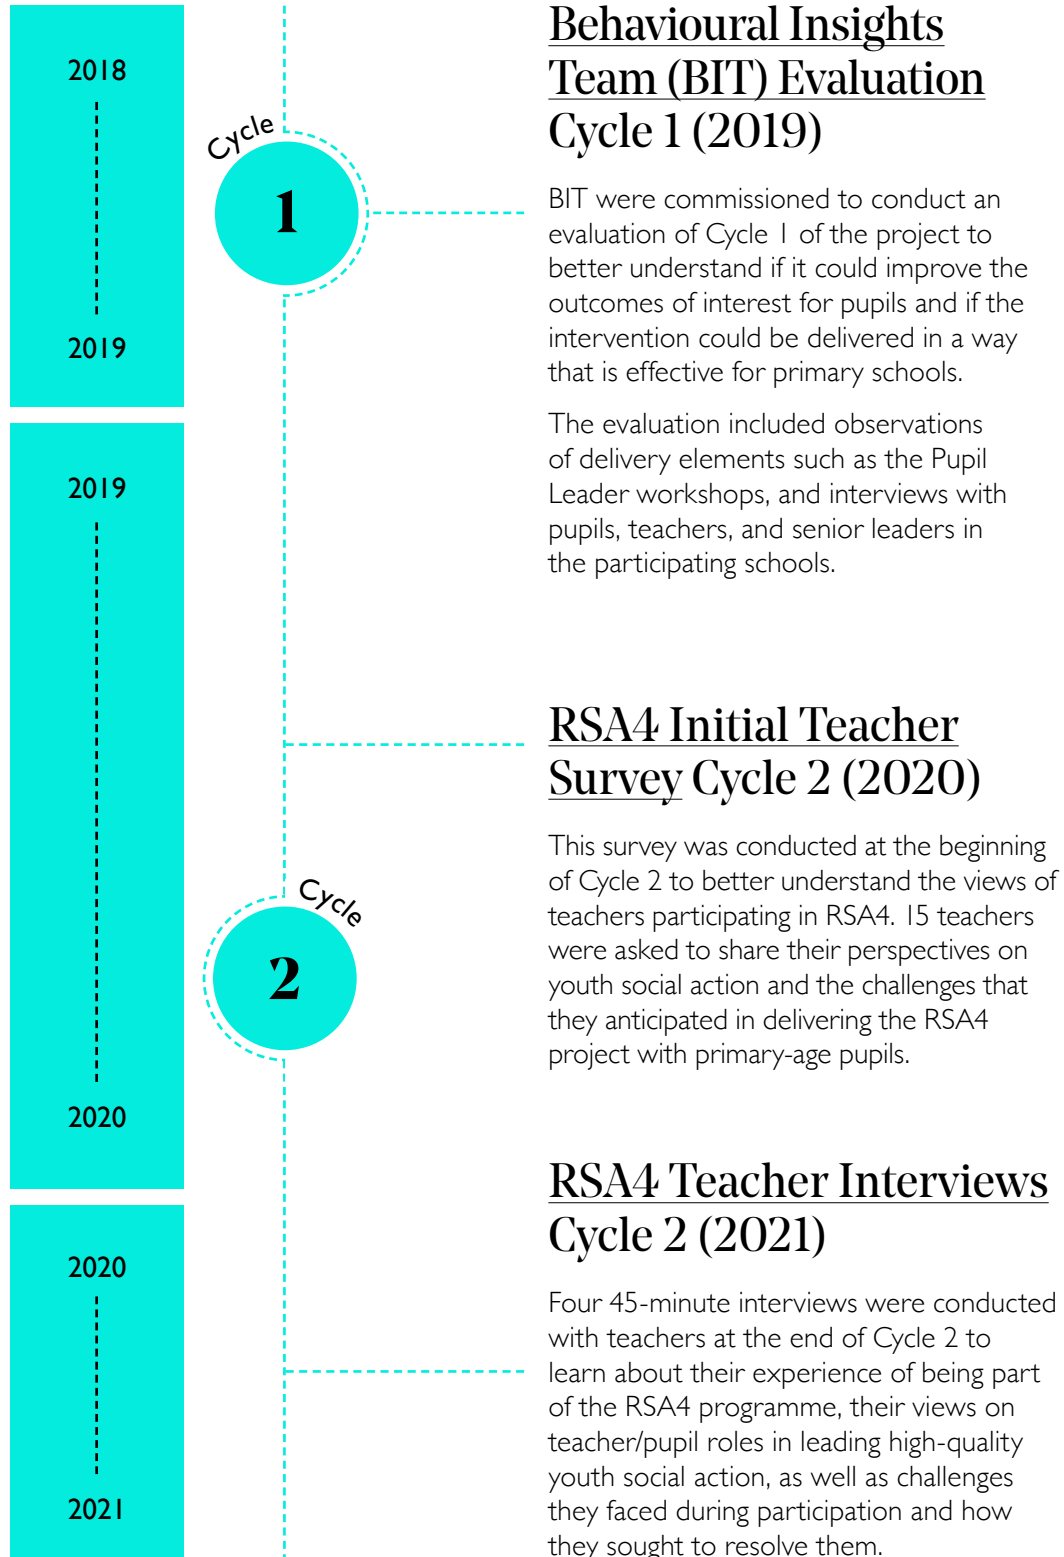 2018
2019
2019
2020
2020
2021
Cycle
1
Cycle
2
Behavioural Insights
Team (BIT) Evaluation
Cycle 1 (2019)
BIT were commissioned to conduct an
evaluation of Cycle 1 of the project to
better understand if it could improve the
outcomes of interest for pupils and if the
intervention could be delivered in a way
that is effective for primary schools.
The evaluation included observations
of delivery elements such as the Pupil
Leader workshops, and interviews with
pupils, teachers, and senior leaders in
the participating schools.
RSA4 Initial Teacher
Survey Cycle 2 (2020)
This survey was conducted at the beginning
of Cycle 2 to better understand the views of
teachers participating in RSA4. 15 teachers
were asked to share their perspectives on
youth social action and the challenges that
they anticipated in delivering the RSA4
project with primary-age pupils.
RSA4 Teacher Interviews
Cycle 2 (2021)
Four 45-minute interviews were conducted
with teachers at the end of Cycle 2 to
learn about their experience of being part
of the RSA4 programme, their views on
teacher/pupil roles in leading high-quality
youth social action, as well as challenges
they faced during participation and how
they sought to resolve them.